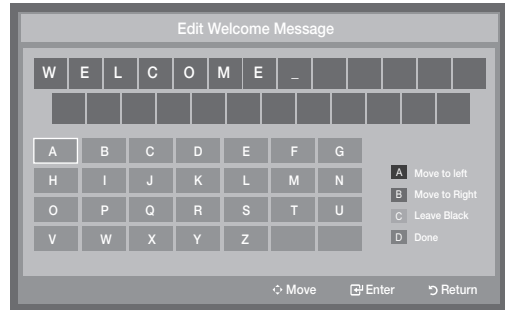 Edit Welcome Message
W E L C O M E _
A B C D E F G
H I J K L M N
O P Q R S T U
V W X Y Z
A Move to left
B Move to Right
C Leave Black
D Done
Move Enter Return